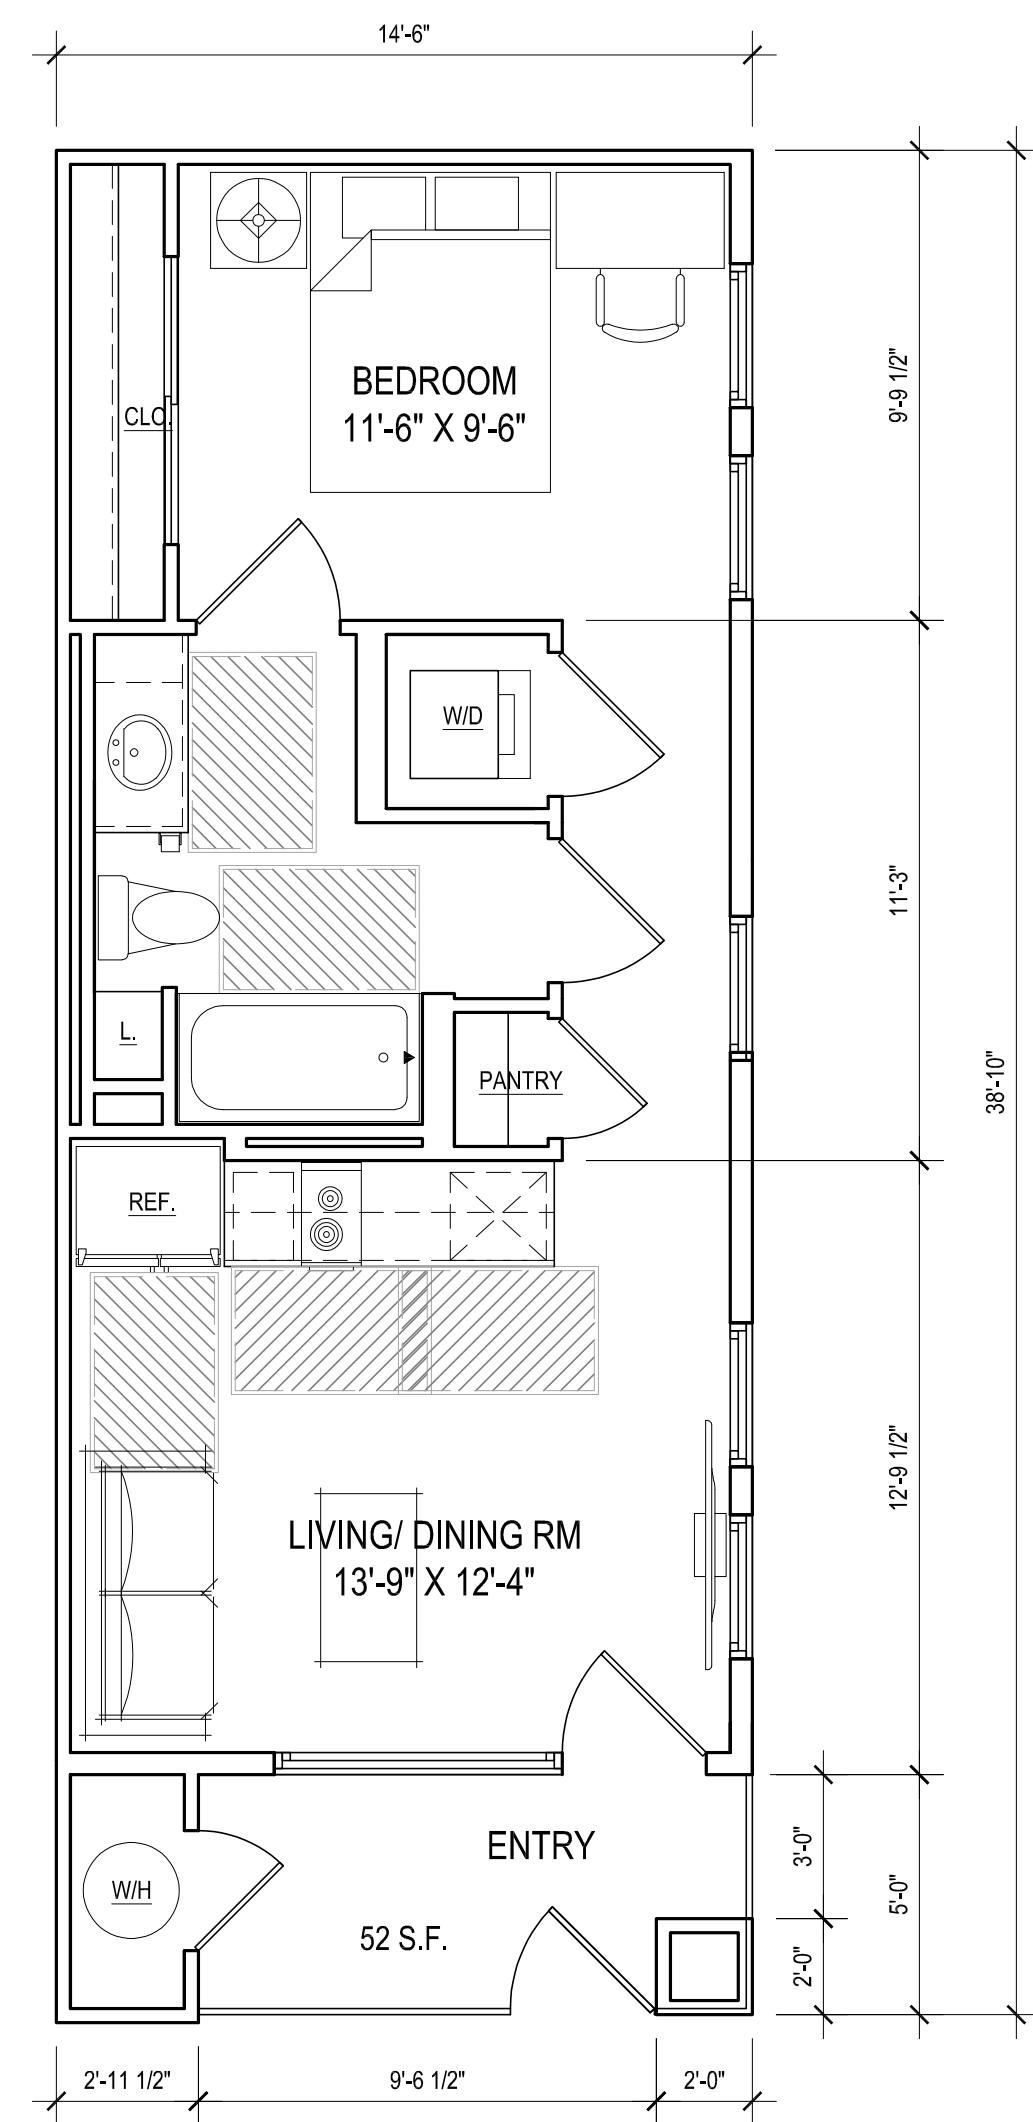 14'-6"
BEDROOM
11'-6" X 9'-6"
CLO.
9'-9 1/2"
W/D
11'-3"
L.
PANTRY
38'-10"
REF.
12'-9 1/2"
LIVING/ DINING RM
13'-9" X 12'-4"
ENTRY
3'-0"
W/H
5'-0"
52 S.F.
2'-0"
2'-11 1/2"
9'-6 1/2"
2'-0"